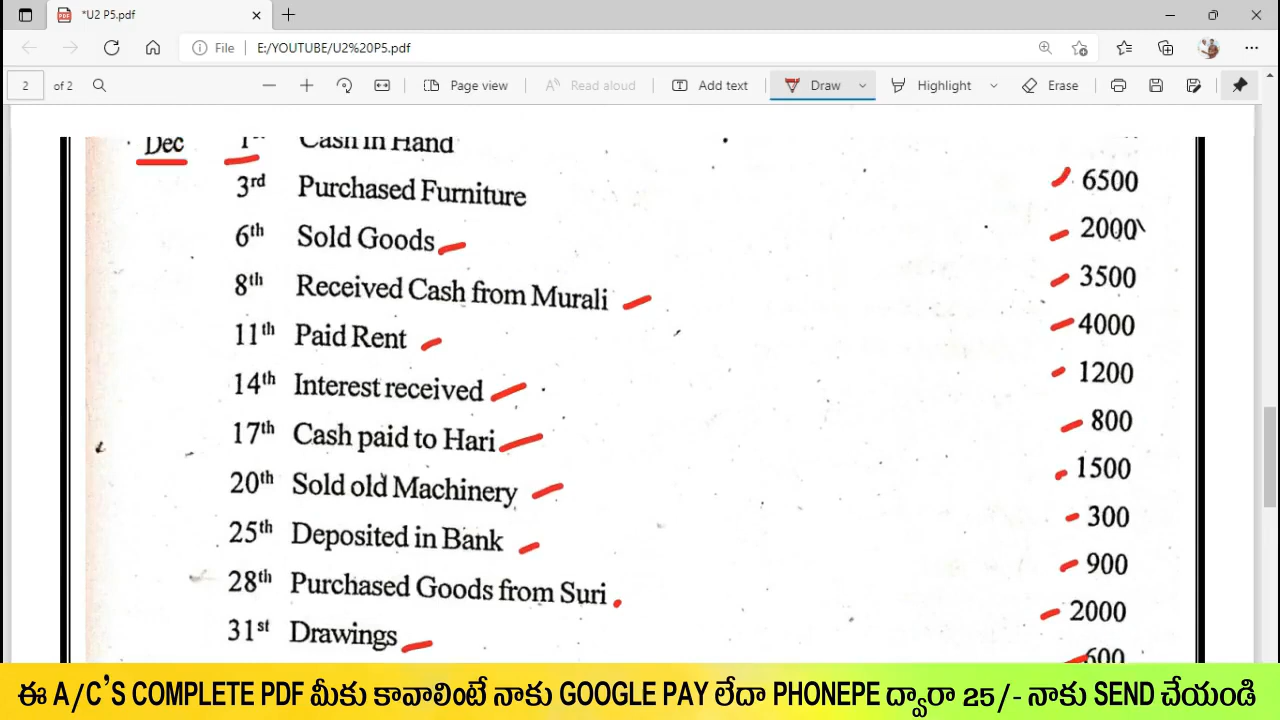 *U2 P5.pdf
File E:/YOUTUBE/U2%20P5.pdf
2 of 2 Page view Read aloud Add text Draw Highlight Erase
Dec 1st Cash in Hand 6500
3rd Purchased Furniture 2000
6th Sold Goods 3500
8th Received Cash from Murali 4000
11th Paid Rent 1200
14th Interest received 800
17th Cash paid to Hari 1500
20th Sold old Machinery 300
25th Deposited in Bank 900
28th Purchased Goods from Suri 2000
31st Drawings 600
ఈ A/C'S COMPLETE PDF మీకు కావాలింటే నాకు GOOGLE PAY లేదా PHONEPE ద్వారా 25/- నాకు SEND చేయండి